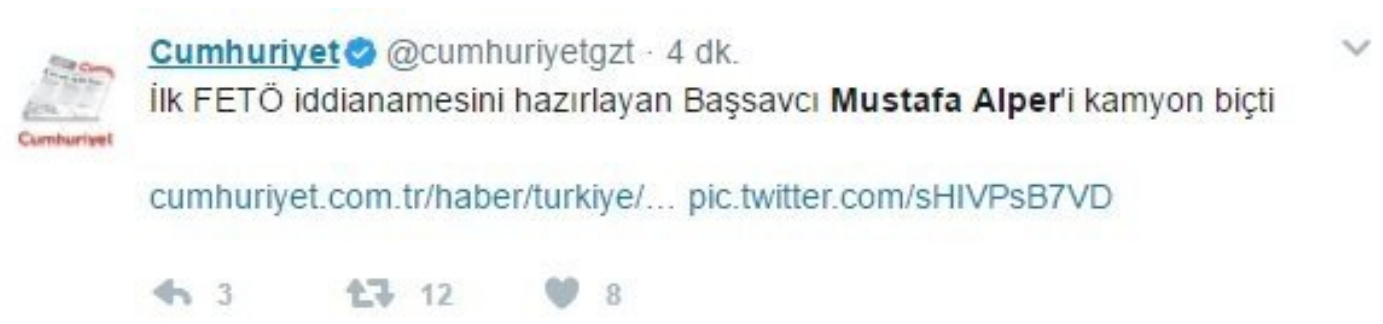 Cumhuriyet @cumhuriyetgzt · 4 dk.
İlk FETÖ iddianamesini hazırlayan Başsavcı Mustafa Alper'i kamyon biçti
Cumhuriyet
cumhuriyet.com.tr/haber/turkiye/... pic.twitter.com/sHIVPsB7VD
3 12 8